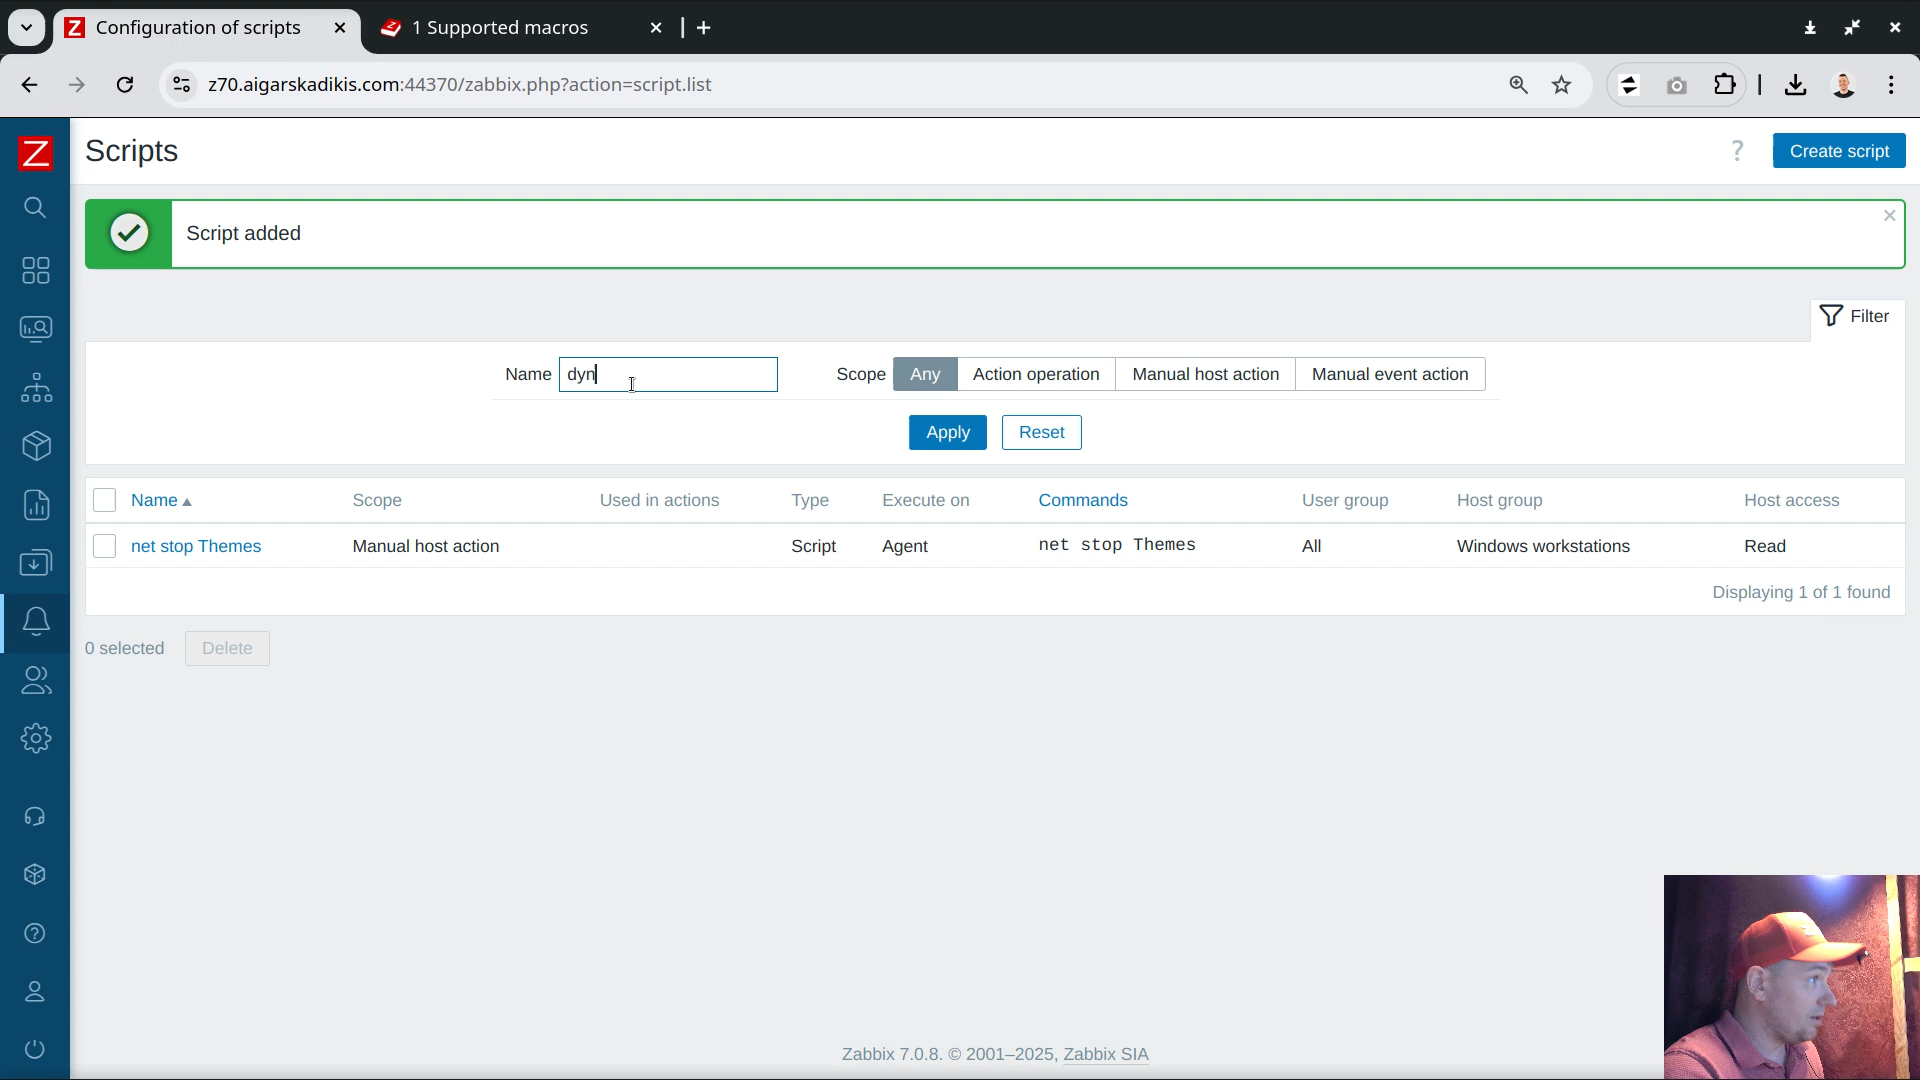 Configuration of scripts
1 Supported macros
z70.aigarskadikis.com:44370/zabbix.php?action=script.list
Z
Scripts
?
Create script
Script added
Filter
Name dyn
Scope Any Action operation Manual host action Manual event action
Apply Reset
Name Scope Used in actions Type Execute on Commands User group Host group Host access
net stop Themes Manual host action Script Agent net stop Themes All Windows workstations Read
Displaying 1 of 1 found
0 selected Delete
Zabbix 7.0.8. © 2001–2025, Zabbix SIA